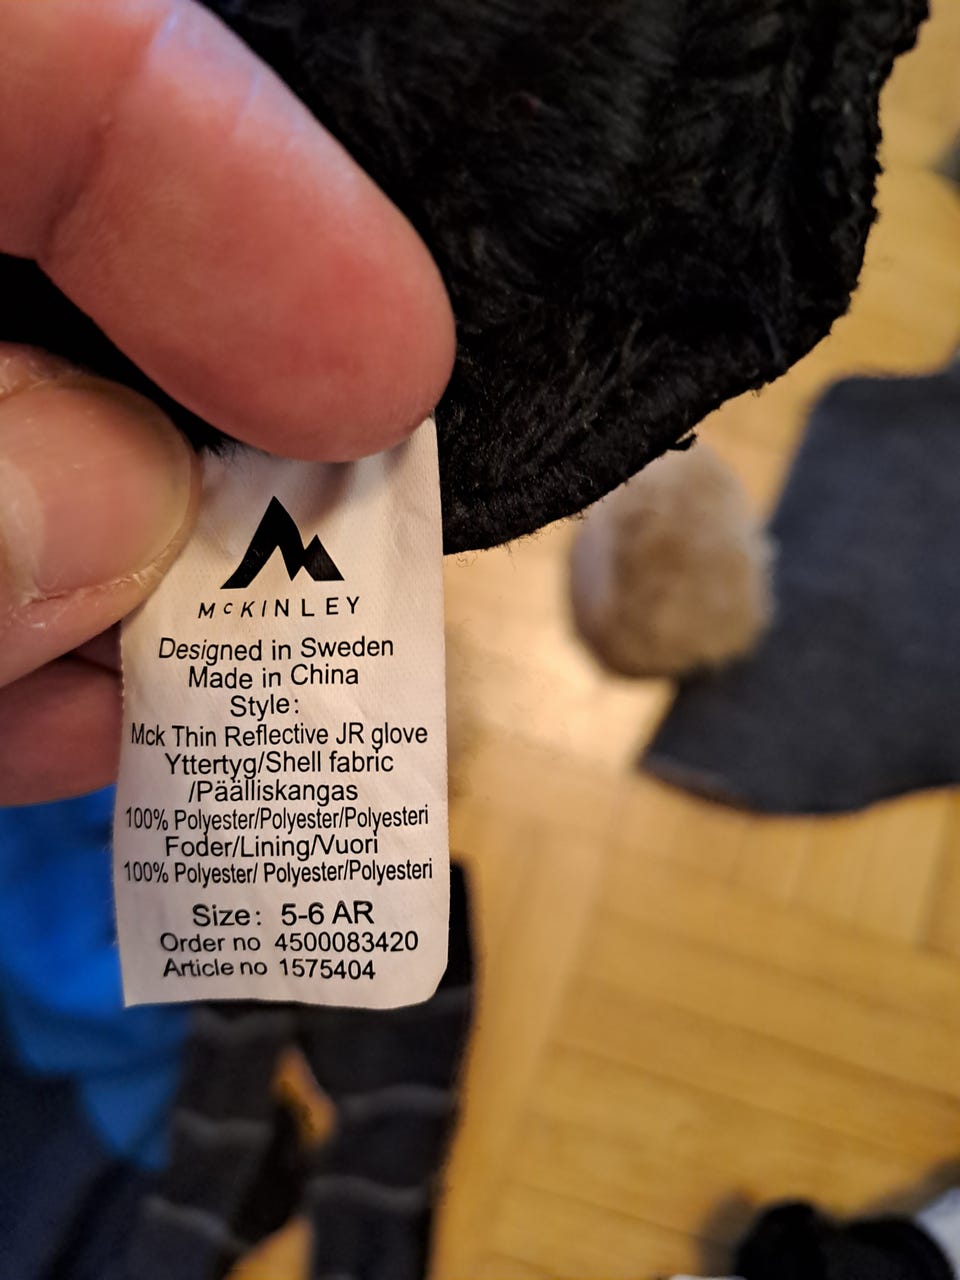 McKINLEY
Designed in Sweden
Made in China
Style:
Mck Thin Reflective JR glove
Yttertyg/Shell fabric
/Päälliskangas
100% Polyester/Polyester/Polyesteri
Foder/Lining/Vuori
100% Polyester/ Polyester/Polyesteri
Size: 5-6 AR
Order no 4500083420
Article no 1575404